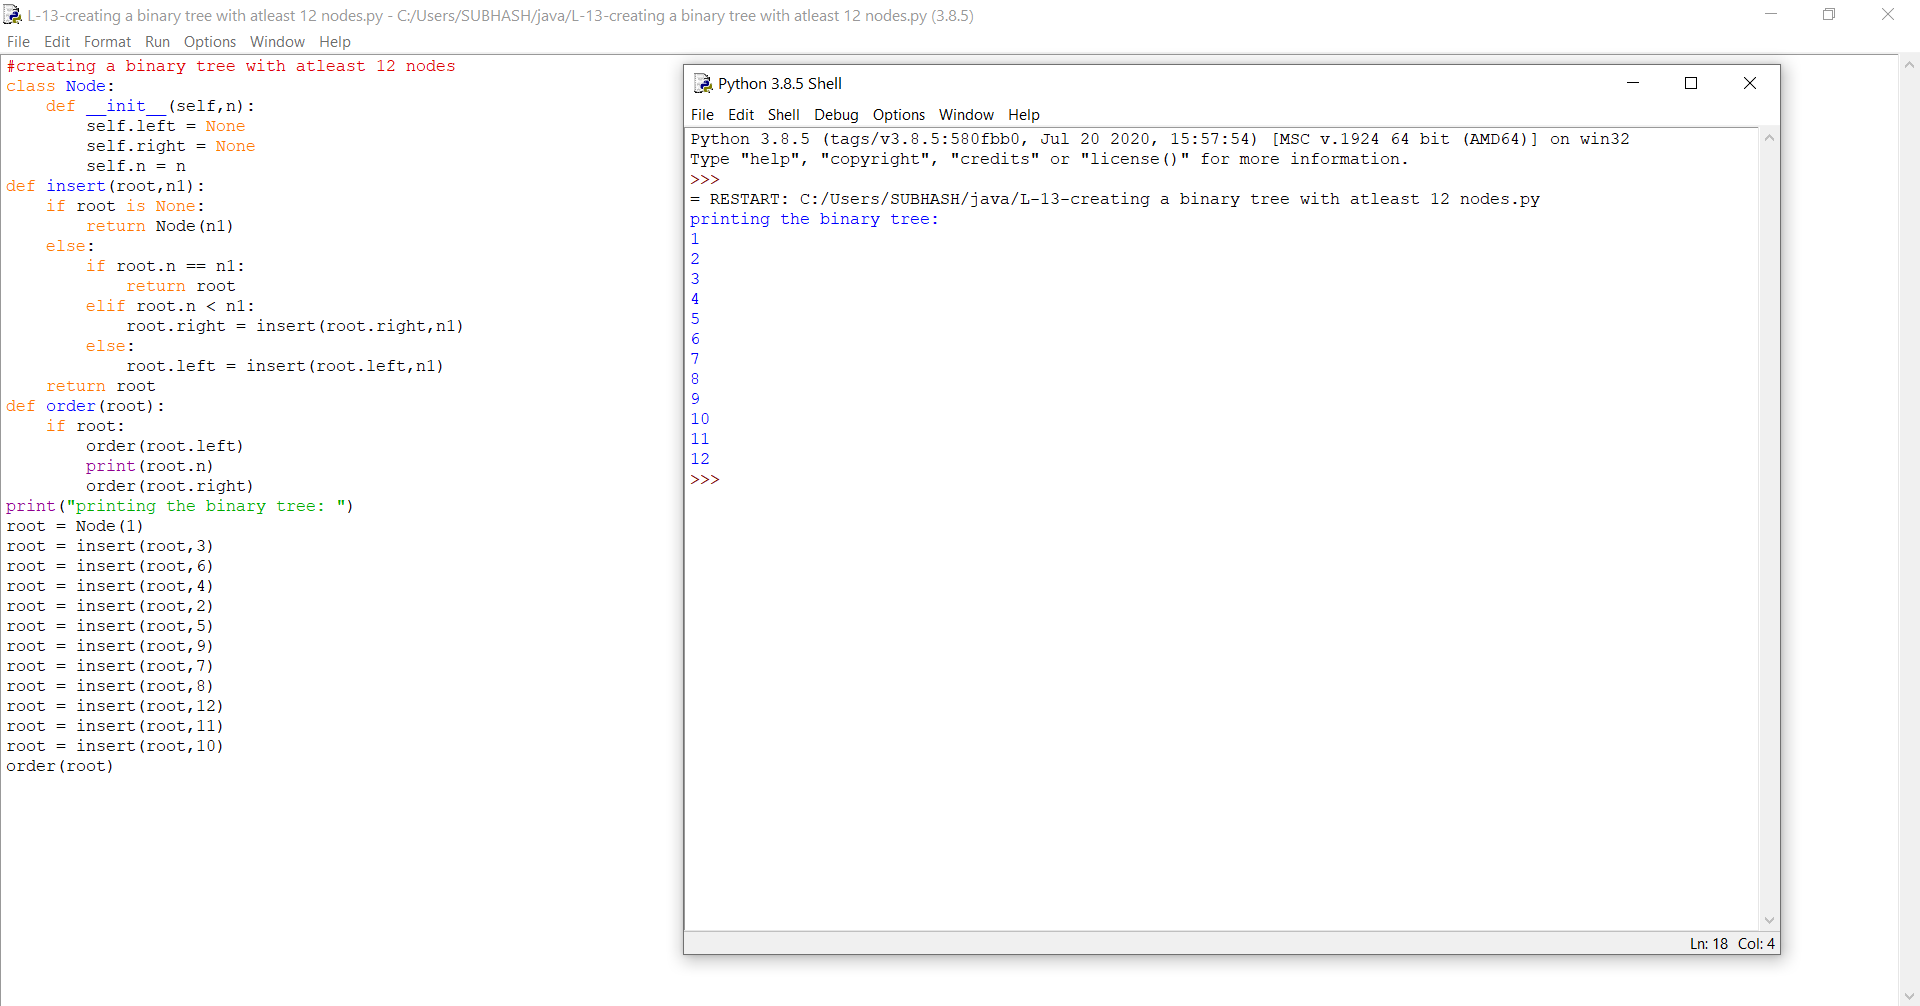 L-13-creating a binary tree with atleast 12 nodes.py - C:/Users/SUBHASH/java/L-13-creating a binary tree with atleast 12 nodes.py (3.8.5)
File Edit Format Run Options Window Help
#creating a binary tree with atleast 12 nodes
class Node:
    def __init__(self,n):
        self.left = None
        self.right = None
        self.n = n
def insert(root,n1):
    if root is None:
        return Node(n1)
    else:
        if root.n == n1:
            return root
        elif root.n < n1:
            root.right = insert(root.right,n1)
        else:
            root.left = insert(root.left,n1)
    return root
def order(root):
    if root:
        order(root.left)
        print(root.n)
        order(root.right)
print("printing the binary tree: ")
root = Node(1)
root = insert(root,3)
root = insert(root,6)
root = insert(root,4)
root = insert(root,2)
root = insert(root,5)
root = insert(root,9)
root = insert(root,7)
root = insert(root,8)
root = insert(root,12)
root = insert(root,11)
root = insert(root,10)
order(root)
Python 3.8.5 Shell
File Edit Shell Debug Options Window Help
Python 3.8.5 (tags/v3.8.5:580fbb0, Jul 20 2020, 15:57:54) [MSC v.1924 64 bit (AMD64)] on win32
Type "help", "copyright", "credits" or "license()" for more information.
>>>
= RESTART: C:/Users/SUBHASH/java/L-13-creating a binary tree with atleast 12 nodes.py
printing the binary tree:
1
2
3
4
5
6
7
8
9
10
11
12
>>>
Ln: 18 Col: 4